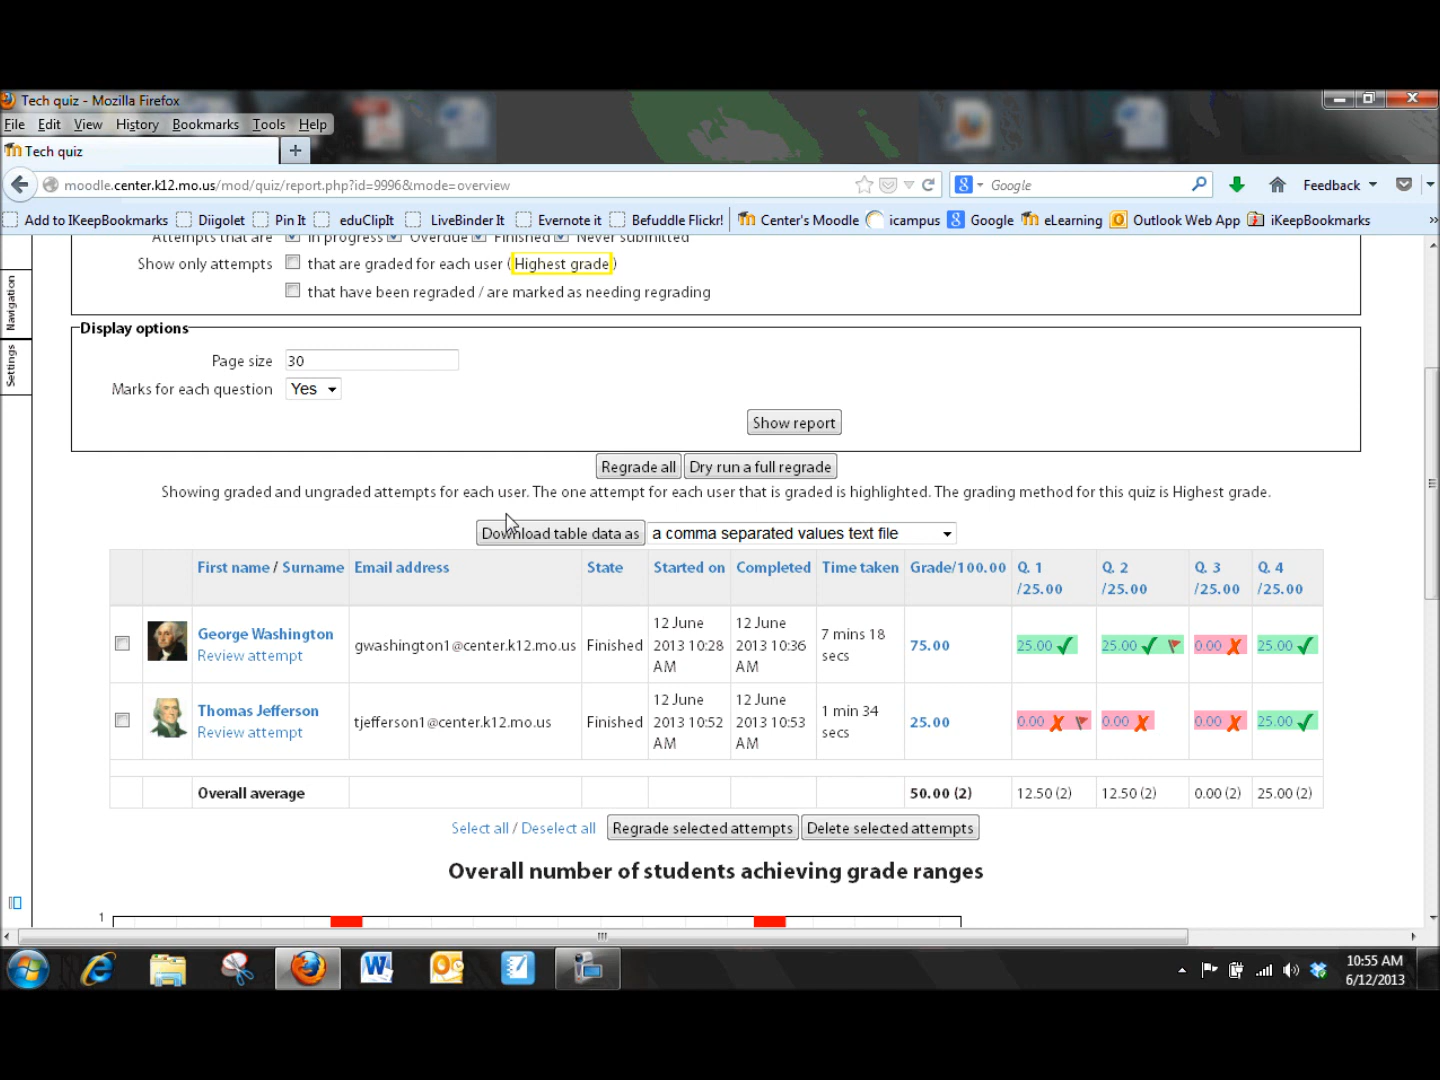 Tech quiz - Mozilla Firefox
File Edit View History Bookmarks Tools Help
Tech quiz
moodle.center.k12.mo.us/mod/quiz/report.php?id=9996&mode=overview
Google
Feedback
Add to IKeepBookmarks Diigolet Pin It eduClipIt LiveBinder It Evernote it Befuddle Flickr! Center's Moodle icampus Google eLearning Outlook Web App iKeepBookmarks
Navigation
Settings
Attempts that are In progress Overdue Finished Never submitted
Show only attempts that are graded for each user (Highest grade)
that have been regraded / are marked as needing regrading
Display options
Page size 30
Marks for each question Yes
Show report
Regrade all Dry run a full regrade
Showing graded and ungraded attempts for each user. The one attempt for each user that is graded is highlighted. The grading method for this quiz is Highest grade.
Download table data as a comma separated values text file
First name / Surname Email address State Started on Completed Time taken Grade/100.00 Q. 1 Q. 2 Q. 3 Q. 4
/25.00 /25.00 /25.00 /25.00
12 June 12 June
George Washington 7 mins 18
gwashington1@center.k12.mo.us Finished 2013 10:28 2013 10:36 75.00 25.00 25.00 0.00 25.00
Review attempt secs
AM AM
12 June 12 June
Thomas Jefferson 1 min 34
tjefferson1@center.k12.mo.us Finished 2013 10:52 2013 10:53 25.00 0.00 0.00 0.00 25.00
Review attempt secs
AM AM
Overall average 50.00 (2) 12.50 (2) 12.50 (2) 0.00 (2) 25.00 (2)
Select all / Deselect all Regrade selected attempts Delete selected attempts
Overall number of students achieving grade ranges
1
10:55 AM
6/12/2013